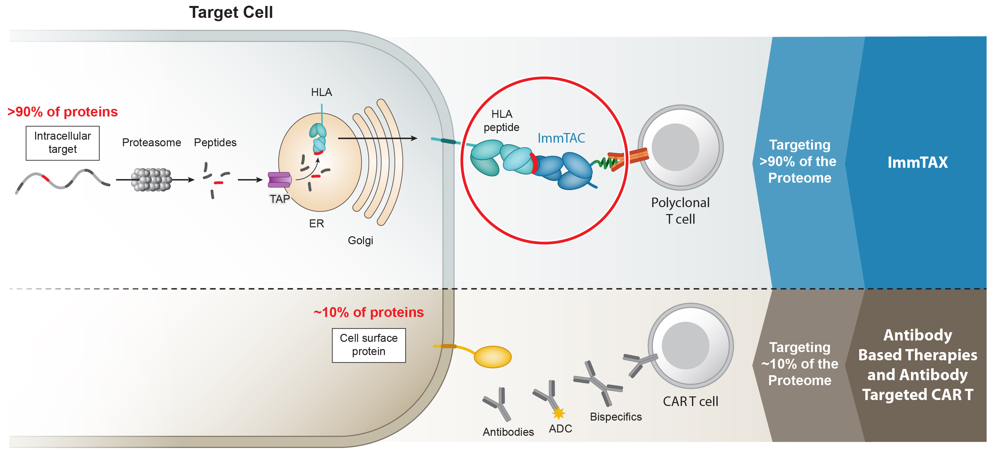 Target Cell
>90% of proteins
Intracellular
target
Proteasome
Peptides
HLA
TAP
ER
Golgi
HLA
peptide
ImmTAC
Polyclonal
T cell
Targeting
>90% of the
Proteome
ImmTAX
~10% of proteins
Cell surface
protein
Antibodies
ADC
Bispecifics
CAR T cell
Targeting
~10% of the
Proteome
Antibody
Based Therapies
and Antibody
Targeted CAR T